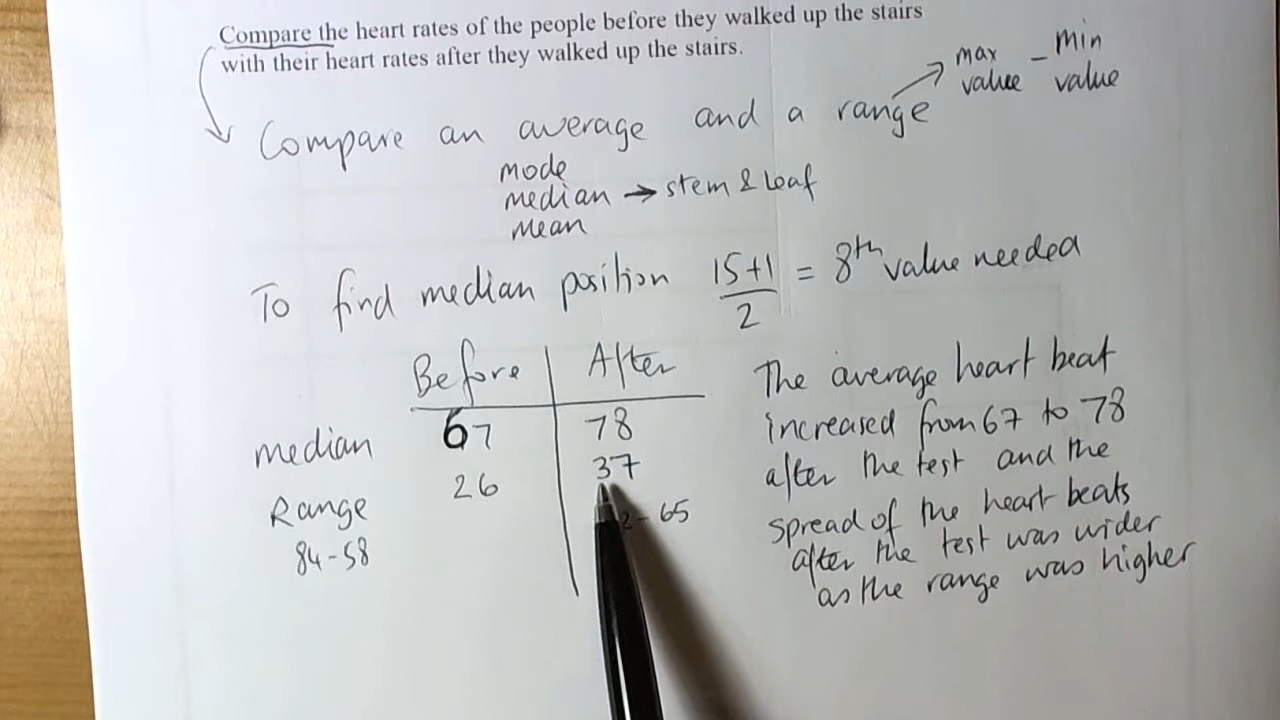 Compare the heart rates of the people before they walked up the stairs
with their heart rates after they walked up the stairs.
max value - min value
Compare an average and a range
mode
median → stem & leaf
mean
To find median position 15+1 / 2 = 8th value needed
Before After
median 67 78
Range 26 37
84-58
2-65
The average heart beat
increased from 67 to 78
after the test and the
spread of the heart beats
after the test was wider
as the range was higher